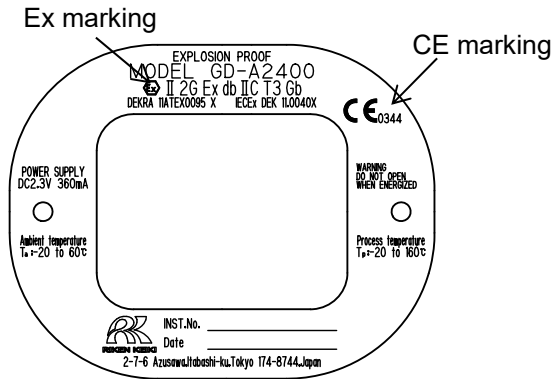 Ex marking
CE marking
EXPLOSION PROOF
MODEL GD-A2400
Ex II 2G Ex db IIC T3 Gb
DEKRA 11ATEX0095 X IECEx DEK 11.0040X
CE0344
POWER SUPPLY
DC2.3V 360mA
WARNING
DO NOT OPEN
WHEN ENERGIZED
Ambient temperature
Ta:-20 to 60℃
Process temperature
Tp:-20 to 160℃
RIKEN KEIKI
INST.No.
Date
2-7-6 Azusawa,Itabashi-ku,Tokyo 174-8744,Japan